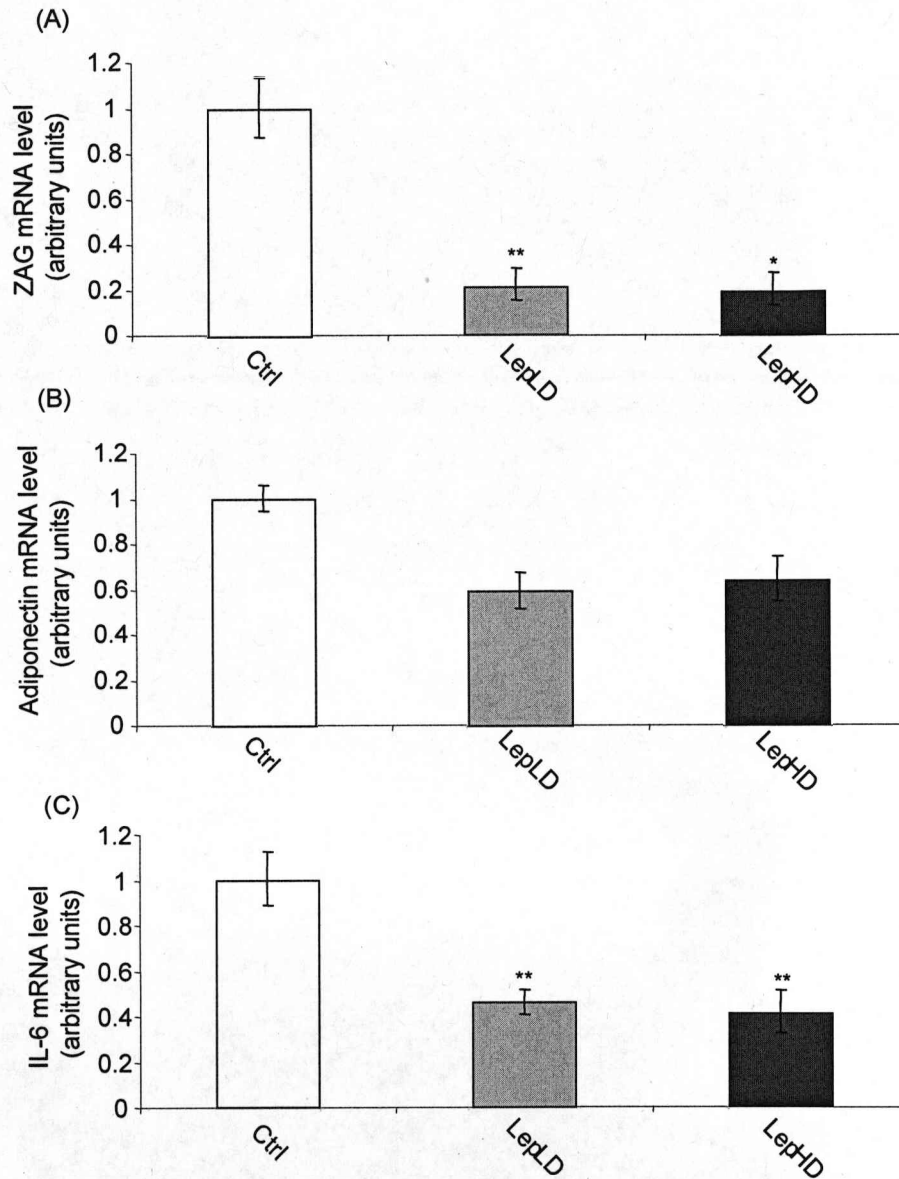 (A)
ZAG mRNA level
(arbitrary units)
1.2
1
0.8
0.6
0.4
0.2
0
**
*
Ctrl
LepLD
LepHD
(B)
Adiponectin mRNA level
(arbitrary units)
1.2
1
0.8
0.6
0.4
0.2
0
Ctrl
LepLD
LepHD
(C)
IL-6 mRNA level
(arbitrary units)
1.2
1
0.8
0.6
0.4
0.2
0
**
**
Ctrl
LepLD
LepHD